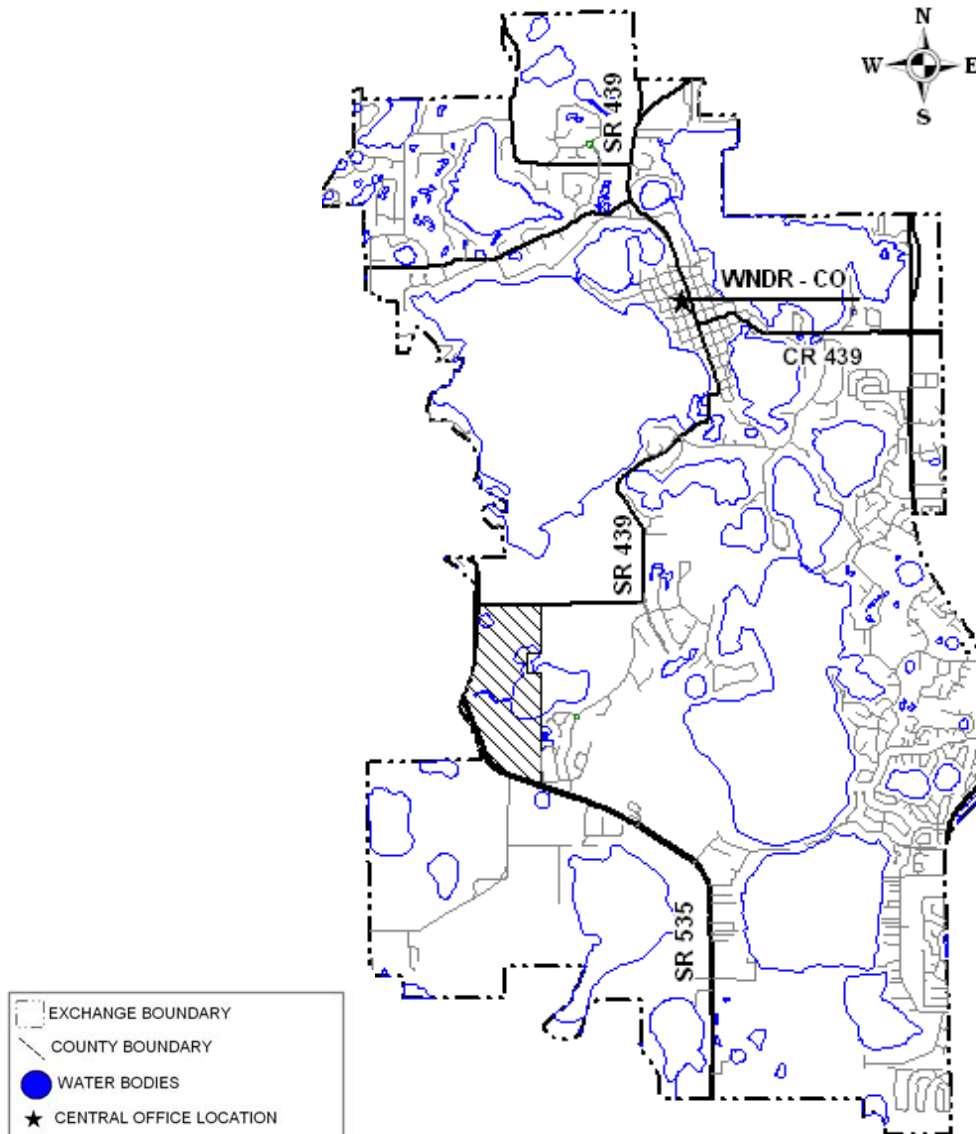 N
W E
S
SR 439
WNDR - CO
CR 439
SR 439
SR 535
EXCHANGE BOUNDARY
COUNTY BOUNDARY
WATER BODIES
CENTRAL OFFICE LOCATION